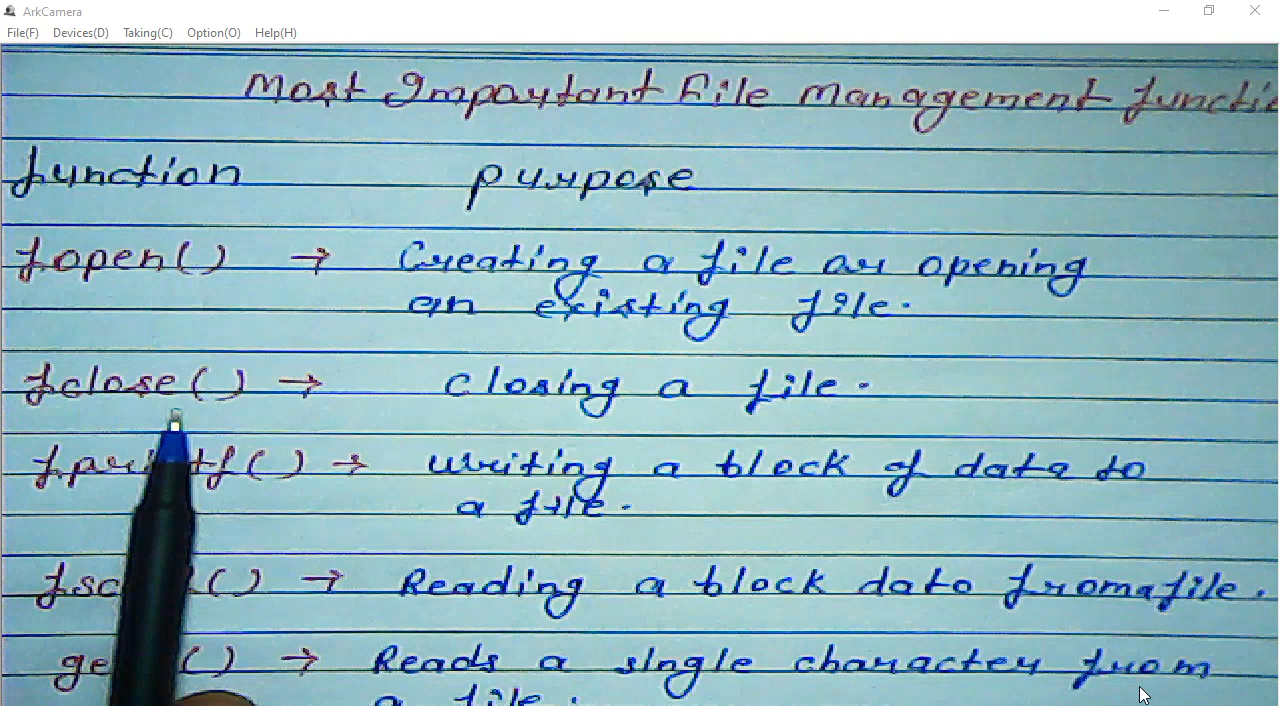 ArkCamera
File(F) Devices(D) Taking(C) Option(O) Help(H)
Most Important File Management functio
function purpose
fopen() → Creating a file or opening
an existing file.
fclose() → Closing a file.
→ writing a block of data to
a file.
→ Reading a block data from a file.
→ Reads a single character from
a file.